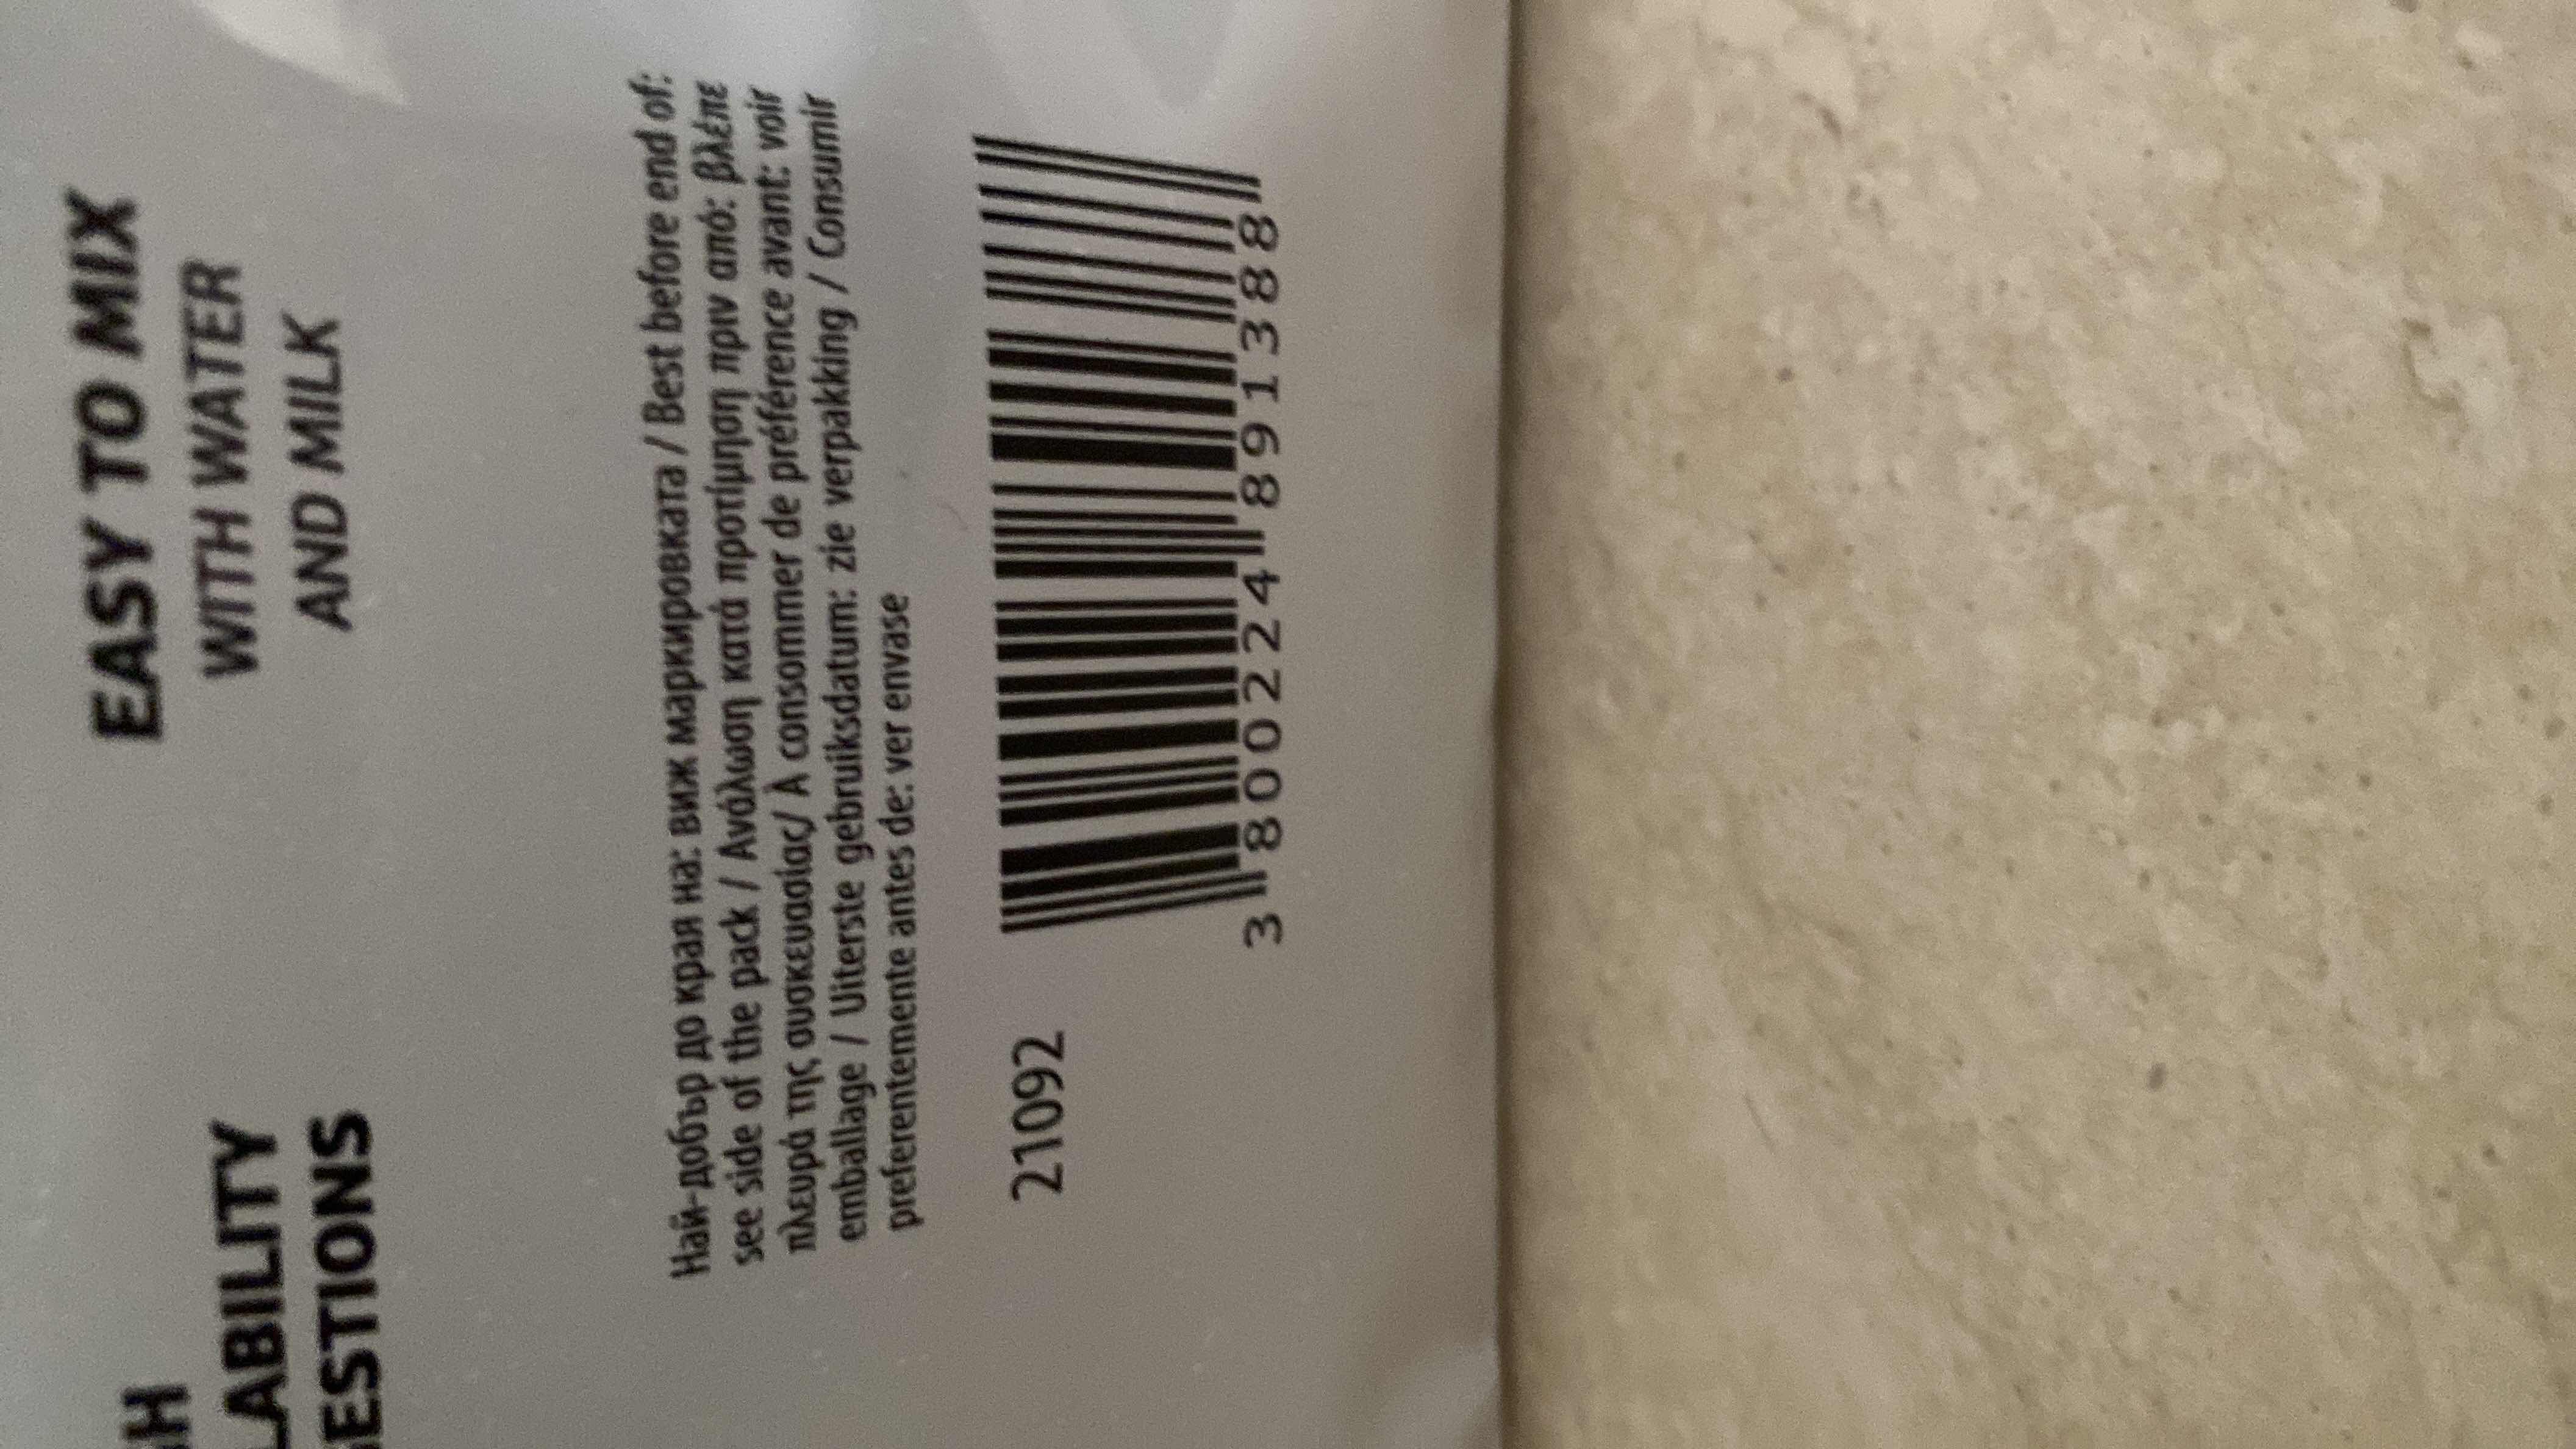 EASY TO MIX
WITH WATER
AND MILK
LABILITY
ESTIONS
Най-добър до края на: виж маркировката / Best before end of:
see side of the pack / Ανάλωση κατά προτίμηση πριν από: βλέπε
πλευρά της συσκευασίας/ À consommer de préférence avant: voir
emballage / Uiterste gebruiksdatum: zie verpakking / Consumir
preferentemente antes de: ver envase
21092
3 800224 891388